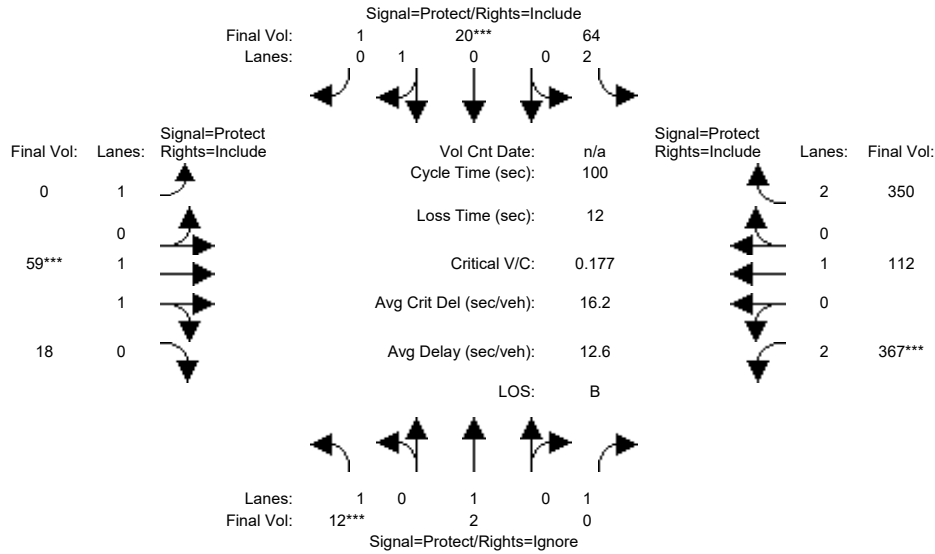 Signal=Protect/Rights=Include
Final Vol: 1 20*** 64
Lanes: 0 1 0 0 2
Signal=Protect Signal=Protect
Final Vol: Lanes: Rights=Include Vol Cnt Date: n/a Rights=Include Lanes: Final Vol:
Cycle Time (sec): 100
0 1 2 350
Loss Time (sec): 12
0 0
59*** 1 Critical V/C: 0.177 1 112
1 Avg Crit Del (sec/veh): 16.2 0
18 0 Avg Delay (sec/veh): 12.6 2 367***
LOS: B
Lanes: 1 0 1 0 1
Final Vol: 12*** 2 0
Signal=Protect/Rights=Ignore